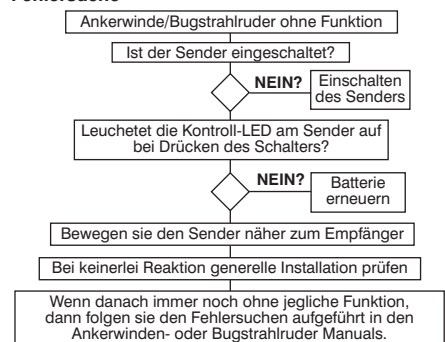 Ankerwinde/Bugstrahlruder ohne Funktion
Ist der Sender eingeschaltet?
NEIN?
Einschalten
des Senders
Leuchetet die Kontroll-LED am Sender auf
bei Drücken des Schalters?
NEIN?
Batterie
erneuern
Bewegen sie den Sender näher zum Empfänger
Bei keinerlei Reaktion generelle Installation prüfen
Wenn danach immer noch ohne jegliche Funktion,
dann folgen sie den Fehlersuchen aufgeführt in den
Ankerwinden- oder Bugstrahlruder Manuals.